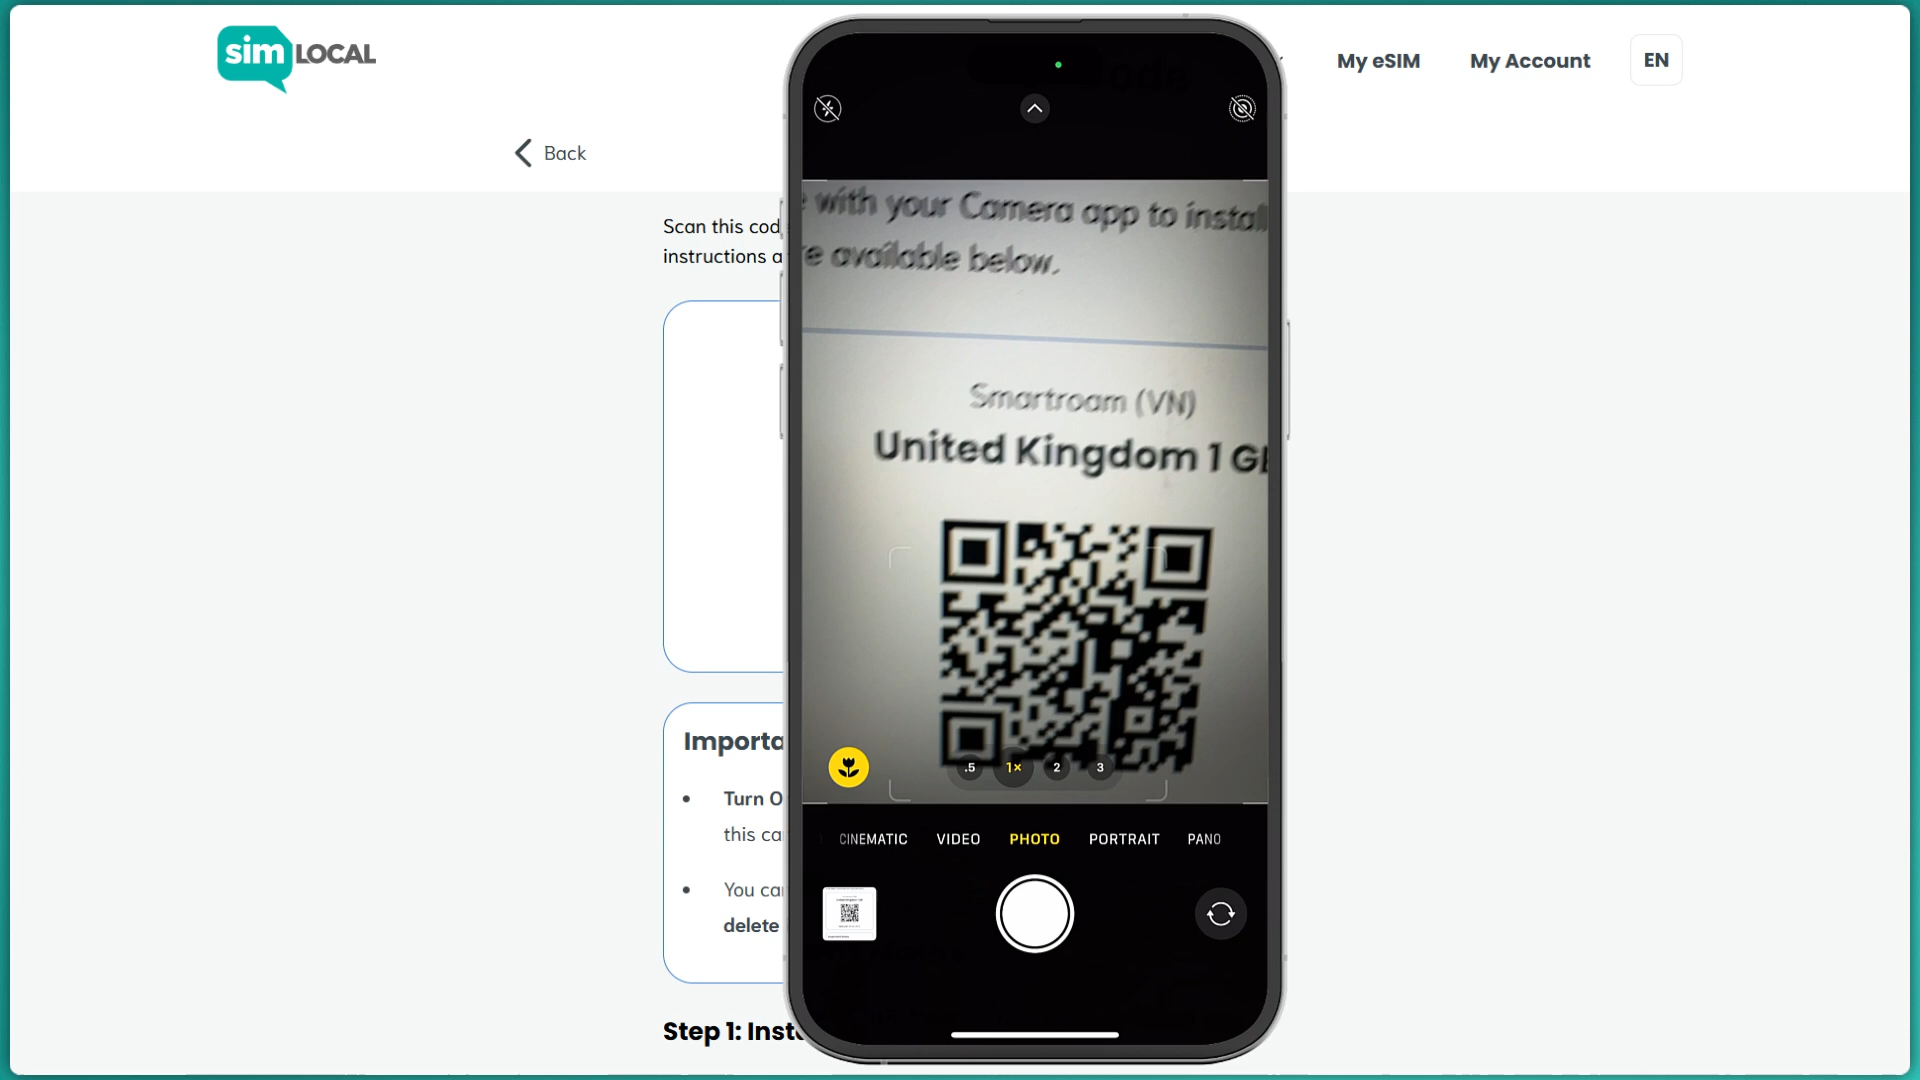 sim LOCAL
My eSIM
My Account
EN
Back
Scan this cod
instructions a
with your Camera app to install
e available below.
Smartroam (VN)
United Kingdom 1 G
.5
1×
2
3
Importa
Turn O
this ca
You ca
delete
CINEMATIC
VIDEO
PHOTO
PORTRAIT
PANO
Step 1: Inst